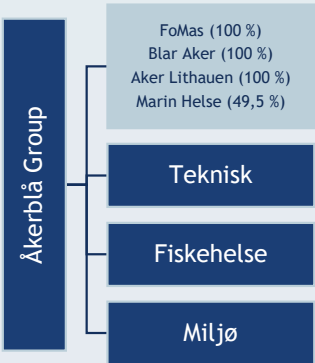 Åkerblå Group
FoMas (100 %)
Blar Aker (100 %)
Aker Lithauen (100 %)
Marin Helse (49,5 %)
Teknisk
Fiskehelse
Miljø